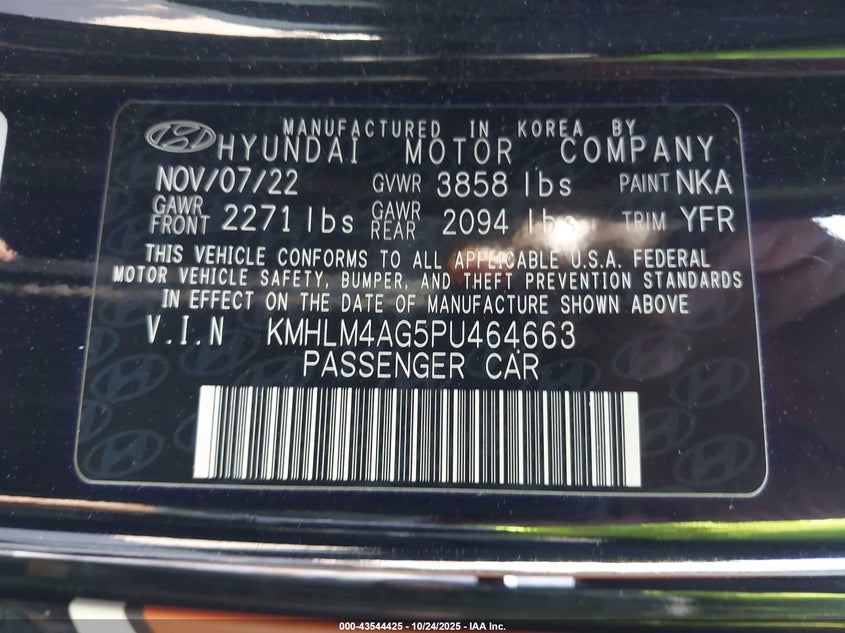 MANUFACTURED IN KOREA BY
HYUNDAI MOTOR COMPANY
NOV/07/22 GVWR 3858 lbs PAINT NKA
GAWR FRONT 2271 lbs GAWR REAR 2094 lbs TRIM YFR
THIS VEHICLE CONFORMS TO ALL APPLICABLE U.S.A. FEDERAL
MOTOR VEHICLE SAFETY, BUMPER, AND THEFT PREVENTION STANDARDS
IN EFFECT ON THE DATE OF MANUFACTURE SHOWN ABOVE
V.I.N KMHLM4AG5PU464663
PASSENGER CAR
000-43544425 - 10/24/2025 - IAA Inc.